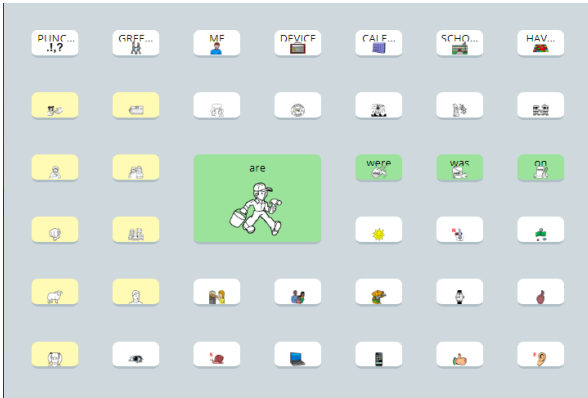 PUNC...
.!,?
GREE...
ME
DEVICE
CALE...
SCHO...
HAV...
are
were
was
on